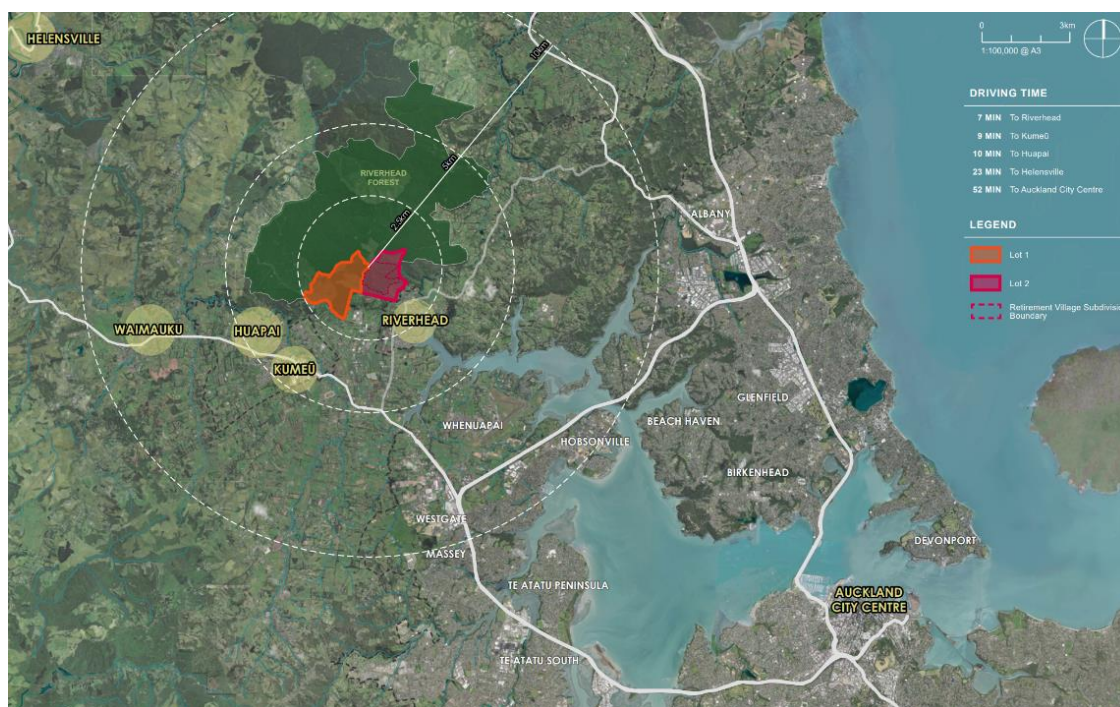 HELENSVILLE
10km
5km
2.5km
RIVERHEAD
FOREST
ALBANY
WAIMAUKU
HUAPAI
RIVERHEAD
KUMEŪ
GLENFIELD
WHENUAPAI
BEACH HAVEN
HOBSONVILLE
BIRKENHEAD
WESTGATE
DEVONPORT
MASSEY
TE ATATU PENINSULA
AUCKLAND
CITY CENTRE
TE ATATU SOUTH
0 3km
1:100,000 @ A3
DRIVING TIME
7 MIN To Riverhead
9 MIN To Kumeū
10 MIN To Huapai
23 MIN To Helensville
52 MIN To Auckland City Centre
LEGEND
Lot 1
Lot 2
Retirement Village Subdivisi
Boundary